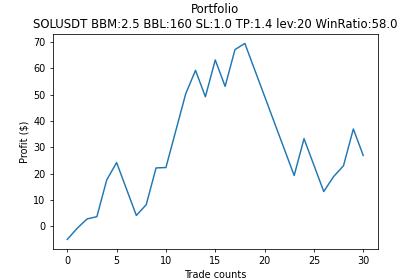 Portfolio
SOLUSDT BBM:2.5 BBL:160 SL:1.0 TP:1.4 lev:20 WinRatio:58.0
70
60
50
40
30
20
10
0
Profit ($)
0 5 10 15 20 25 30
Trade counts